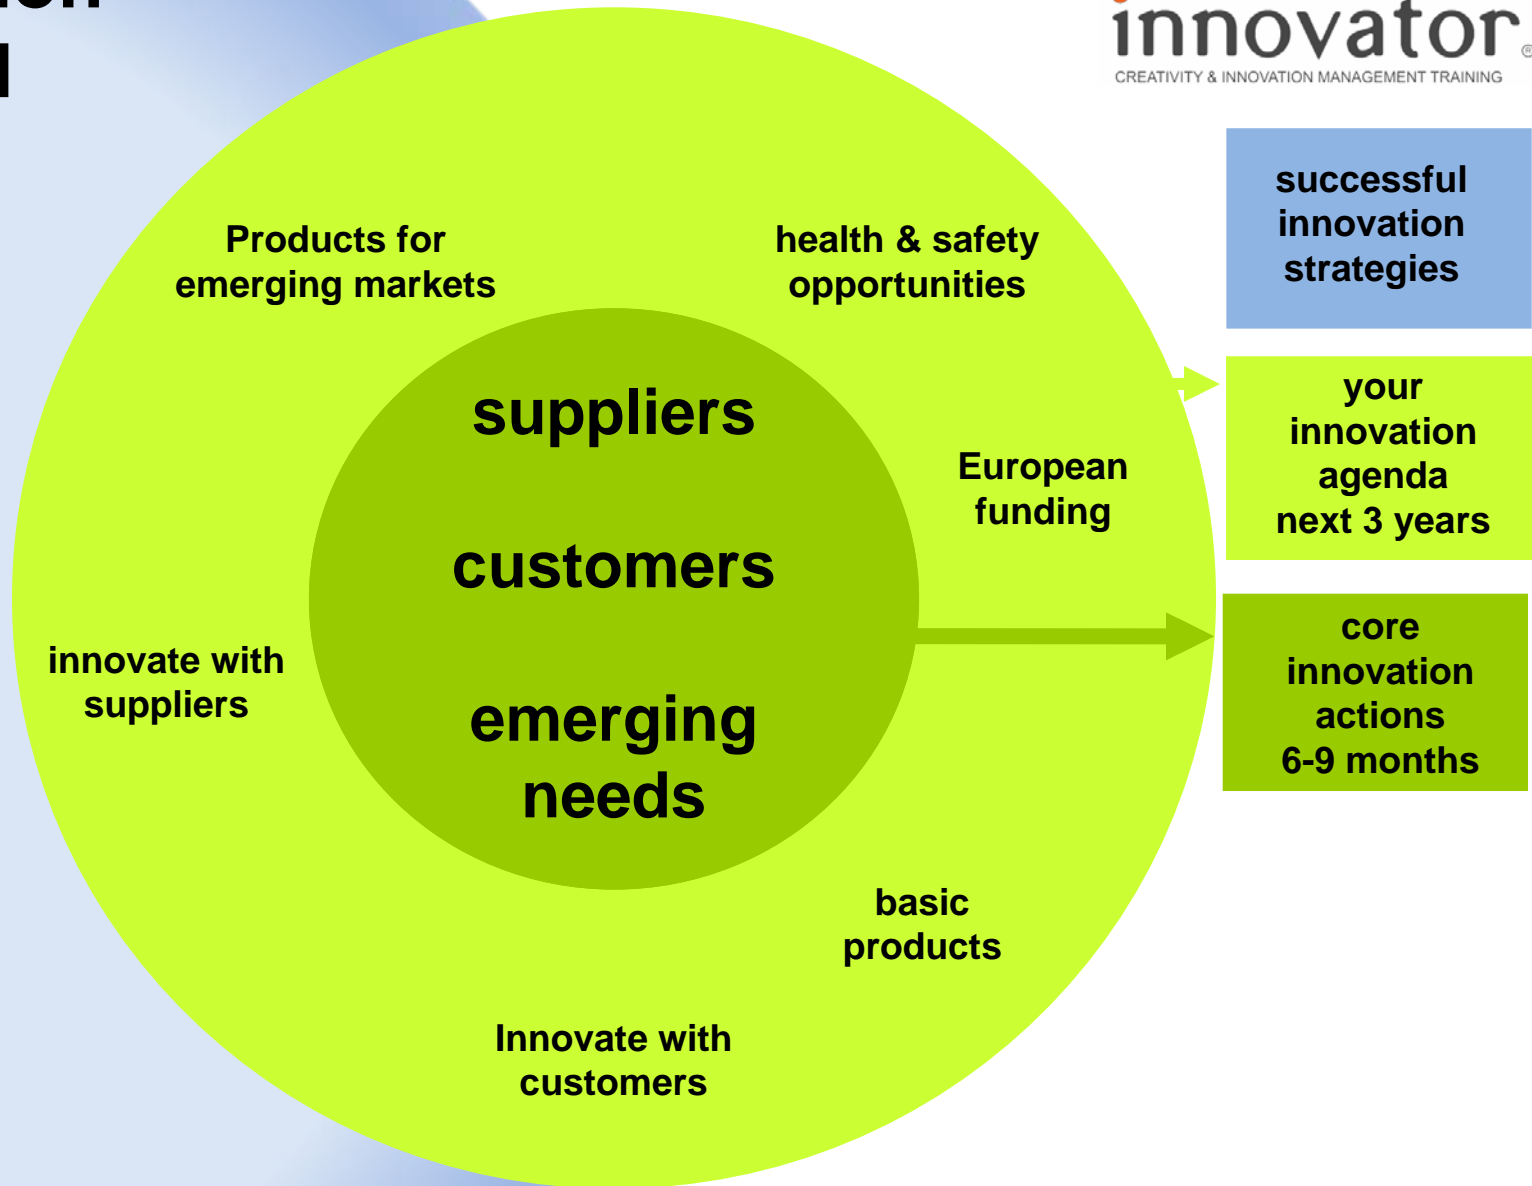 innovator
®
CREATIVITY & INNOVATION MANAGEMENT TRAINING
Products for
emerging markets
health & safety
opportunities
European
funding
suppliers
customers
emerging
needs
innovate with
suppliers
basic
products
Innovate with
customers
successful
innovation
strategies
your
innovation
agenda
next 3 years
core
innovation
actions
6-9 months